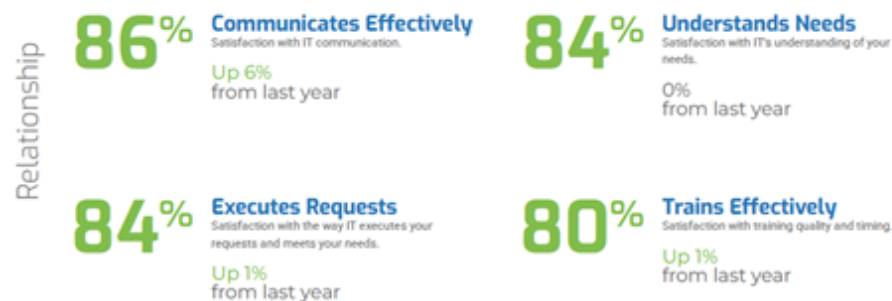 Relationship
86%
Communicates Effectively
Satisfaction with IT communication.
Up 6%
from last year
84%
Understands Needs
Satisfaction with IT's understanding of your
needs.
0%
from last year
84%
Executes Requests
Satisfaction with the way IT executes your
requests and meets your needs.
Up 1%
from last year
80%
Trains Effectively
Satisfaction with training quality and timing.
Up 1%
from last year